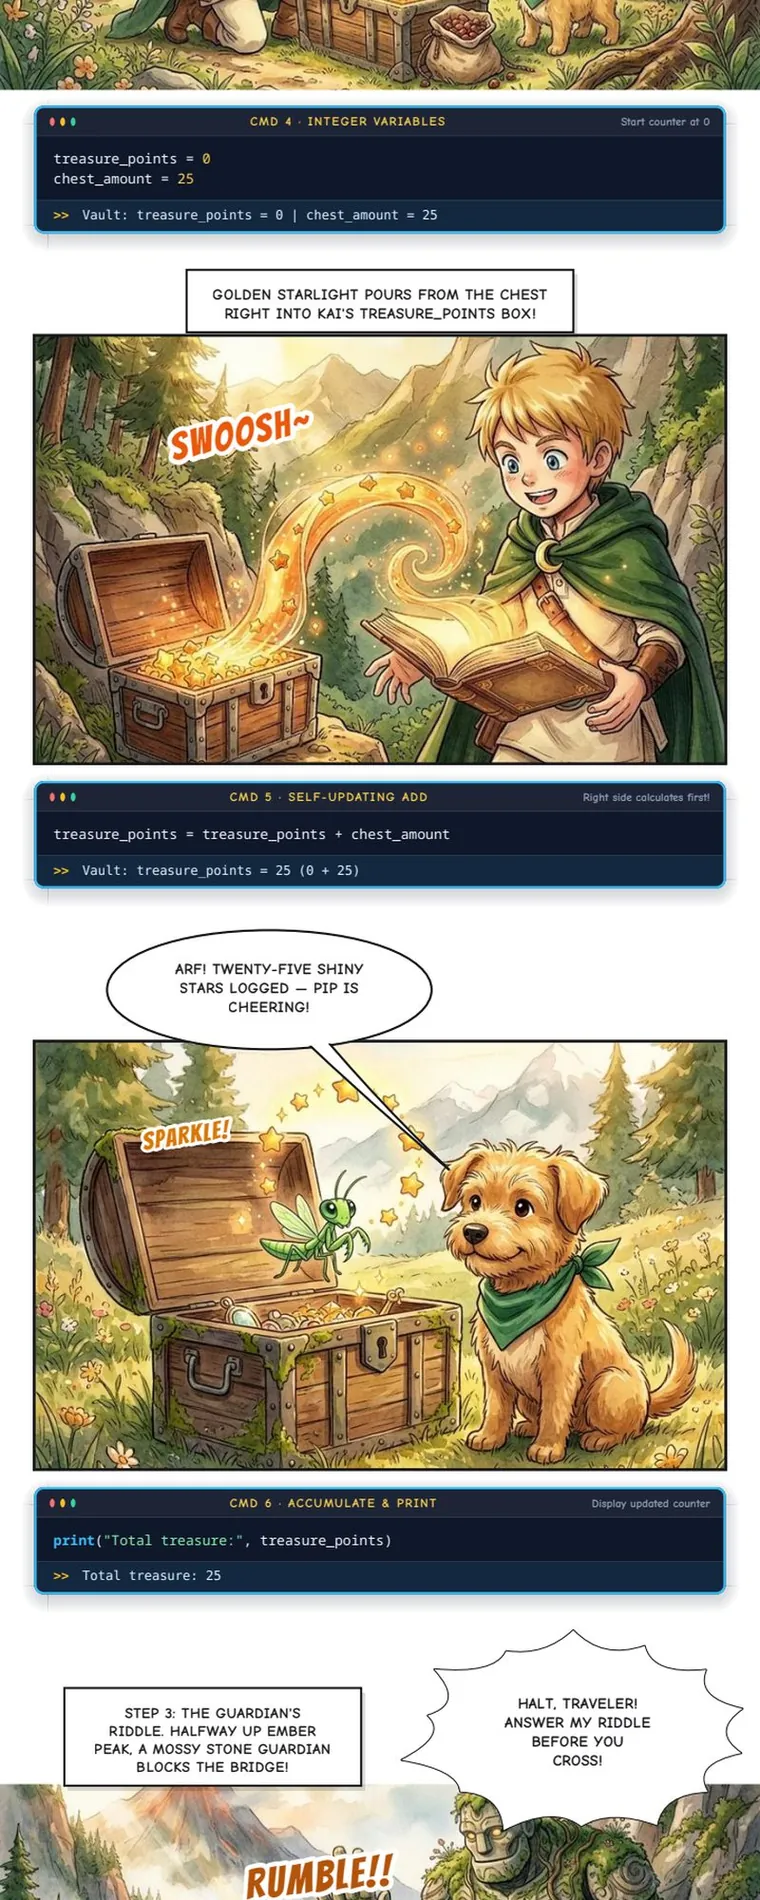 CMD 4 · INTEGER VARIABLES
Start counter at 0
treasure_points = 0
chest_amount = 25
>> Vault: treasure_points = 0 | chest_amount = 25
GOLDEN STARLIGHT POURS FROM THE CHEST
RIGHT INTO KAI'S TREASURE_POINTS BOX!
SWOOSH~
CMD 5 · SELF-UPDATING ADD
Right side calculates first!
treasure_points = treasure_points + chest_amount
>> Vault: treasure_points = 25 (0 + 25)
ARF! TWENTY-FIVE SHINY
STARS LOGGED — PIP IS
CHEERING!
SPARKLE!
CMD 6 · ACCUMULATE & PRINT
Display updated counter
print("Total treasure:", treasure_points)
>> Total treasure: 25
STEP 3: THE GUARDIAN'S
RIDDLE. HALFWAY UP EMBER
PEAK, A MOSSY STONE GUARDIAN
BLOCKS THE BRIDGE!
HALT, TRAVELER!
ANSWER MY RIDDLE
BEFORE YOU
CROSS!
RUMBLE!!